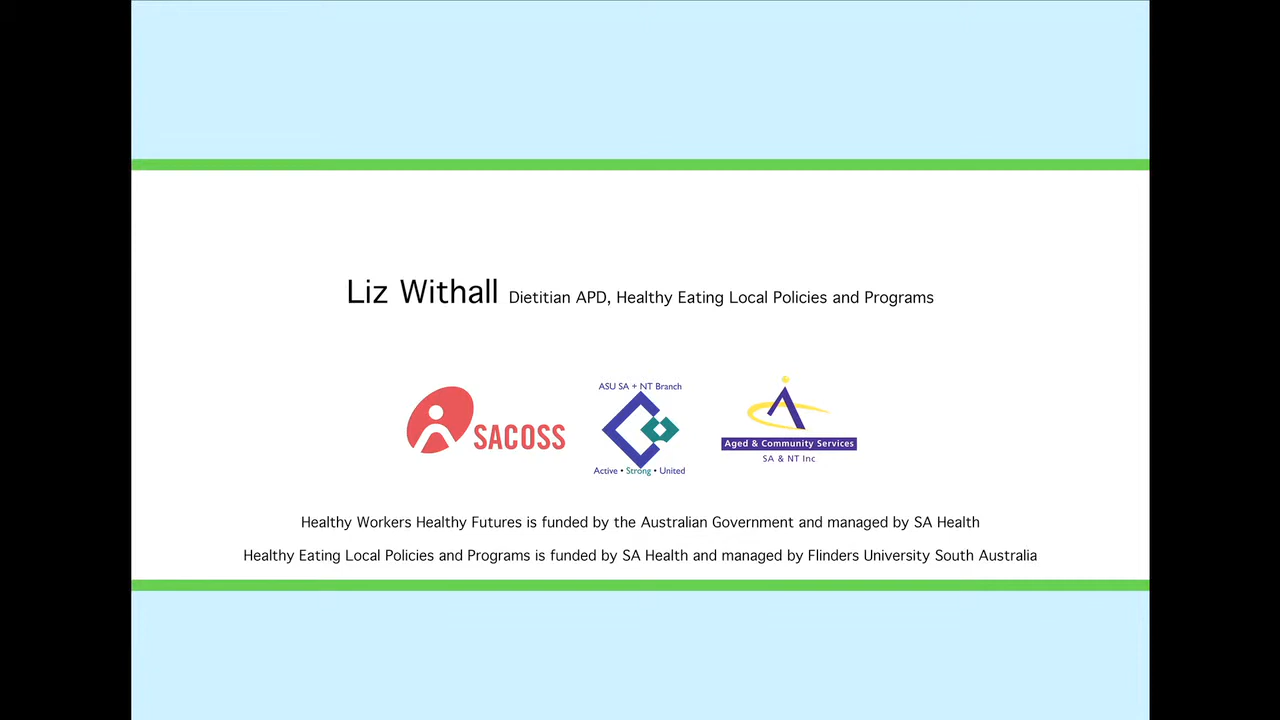 Liz Withall Dietitian APD, Healthy Eating Local Policies and Programs
SACOSS
ASU SA + NT Branch
Active • Strong • United
Aged & Community Services
SA & NT Inc
Healthy Workers Healthy Futures is funded by the Australian Government and managed by SA Health
Healthy Eating Local Policies and Programs is funded by SA Health and managed by Flinders University South Australia